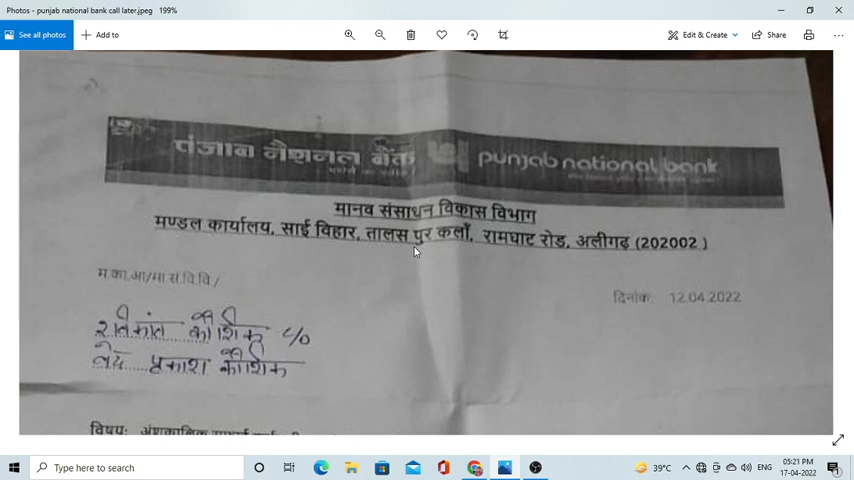 Photos - punjab national bank call later.jpeg 199%
See all photos
Add to
Edit & Create
Share
पंजाब नैशनल बैंक punjab national bank
मानव संसाधन विकास विभाग
मण्डल कार्यालय, साई विहार, तालस पुर कलाँ, रामघाट रोड, अलीगढ़ (202002)
म.का.आ/मा.सं.वि.वि./
दिनांक: 12.04.2022
कौशिक c/o
प्रकाश कौशिक
विषय: अंशकालिक
Type here to search
39°C
ENG
05:21 PM
17-04-2022